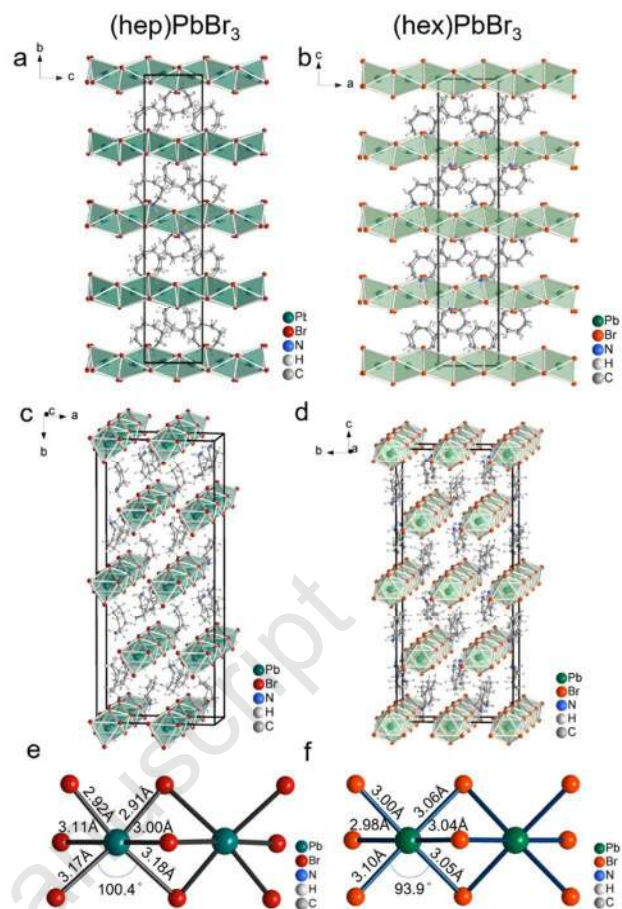 (hep)PbBr₃
(hex)PbBr₃
a
b
c
Pb
Br
N
H
C
b
c
a
Pb
Br
N
H
C
c
c
a
b
Pb
Br
N
H
C
d
c
b
a
Pb
Br
N
H
C
e
2.92Å
2.91Å
3.11Å
3.00Å
3.17Å
3.18Å
100.4°
Pb
Br
N
H
C
f
3.00Å
3.06Å
2.98Å
3.04Å
3.10Å
3.05Å
93.9°
Pb
Br
N
H
C
anuscript